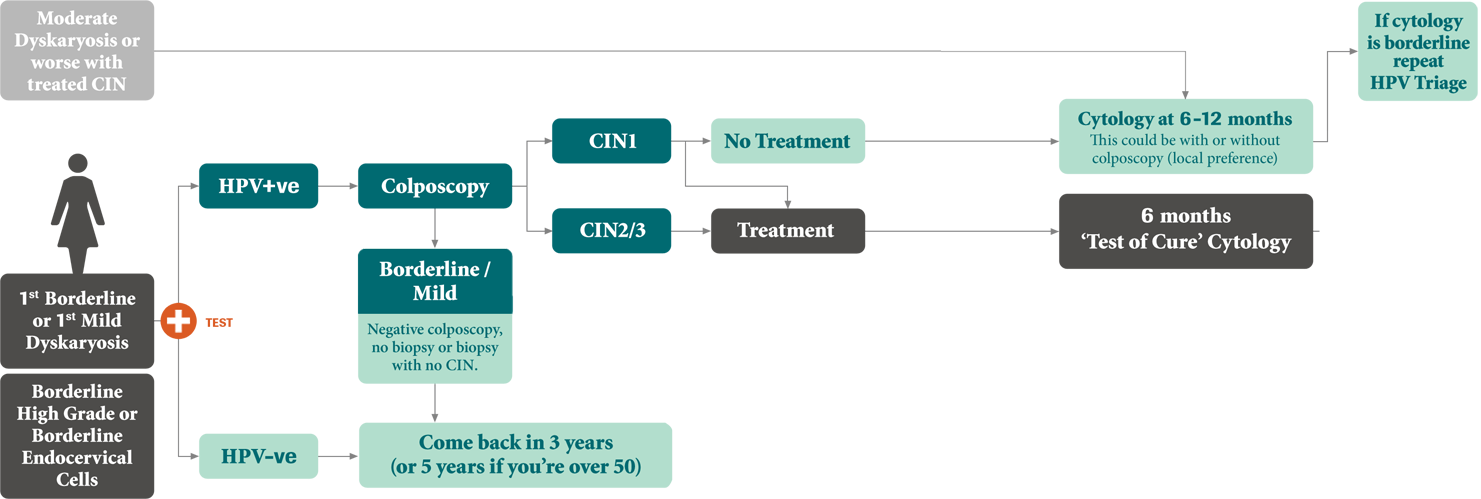 Moderate
Dyskaryosis or
worse with
treated CIN
If cytology
is borderline
repeat
HPV Triage
CIN1
No Treatment
Cytology at 6–12 months
This could be with or without
colposcopy (local preference)
HPV+ve
Colposcopy
CIN2/3
Treatment
6 months
‘Test of Cure’ Cytology
Borderline /
Mild
Negative colposcopy,
no biopsy or biopsy
with no CIN.
1st Borderline
or 1st Mild
Dyskaryosis
TEST
Borderline
High Grade or
Borderline
Endocervical
Cells
HPV–ve
Come back in 3 years
(or 5 years if you’re over 50)